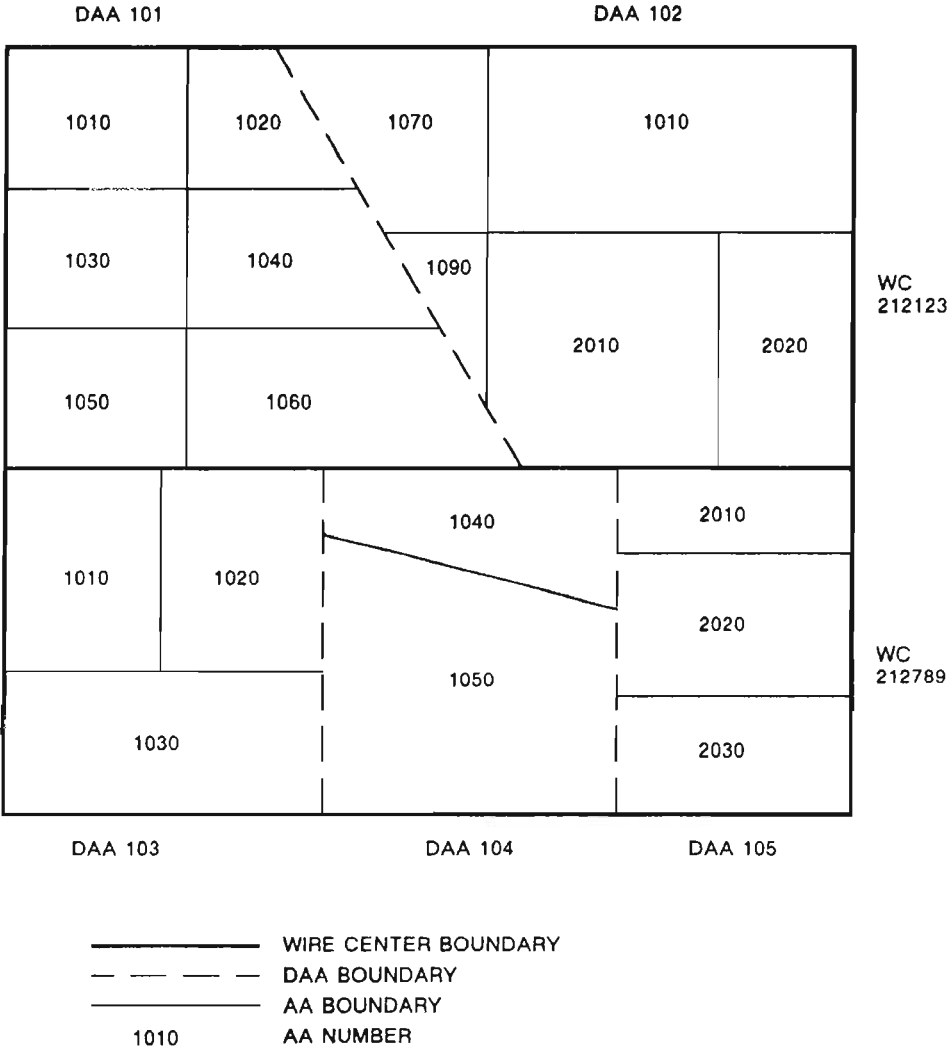 DAA 101
DAA 102
1010
1020
1070
1010
1030
1040
1090
WC
212123
2010
2020
1050
1060
1040
2010
1010
1020
2020
WC
212789
1050
1030
2030
DAA 103
DAA 104
DAA 105
WIRE CENTER BOUNDARY
DAA BOUNDARY
AA BOUNDARY
1010
AA NUMBER